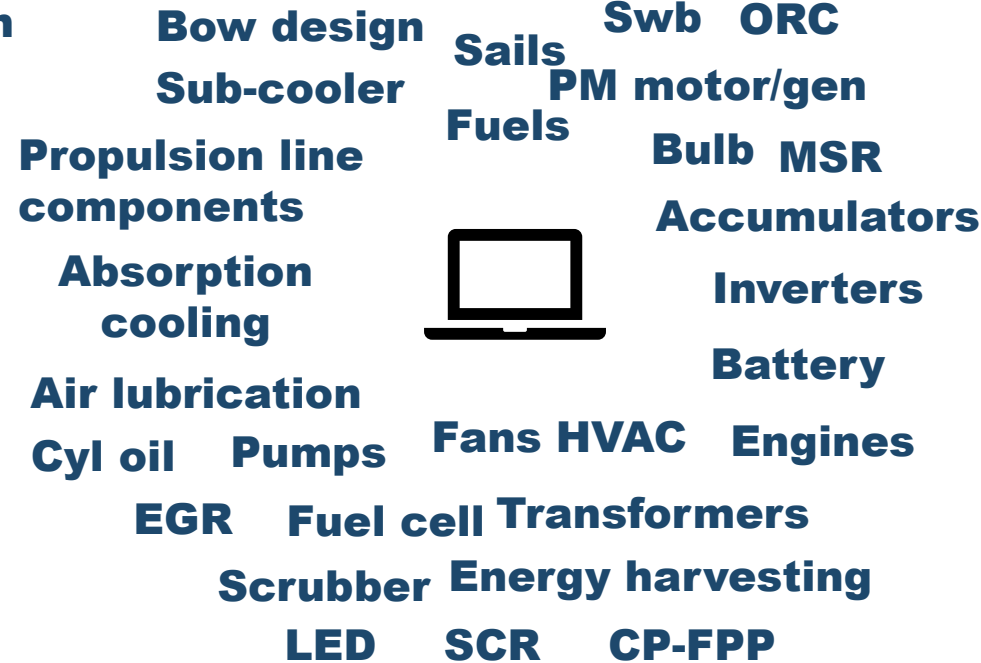 Bow design
Sails
Swb
ORC
Sub-cooler
PM motor/gen
Fuels
Propulsion line
components
Bulb
MSR
Accumulators
Absorption
cooling
Inverters
Battery
Air lubrication
Cyl oil
Pumps
Fans
HVAC
Engines
EGR
Fuel cell
Transformers
Scrubber
Energy harvesting
LED
SCR
CP-FPP